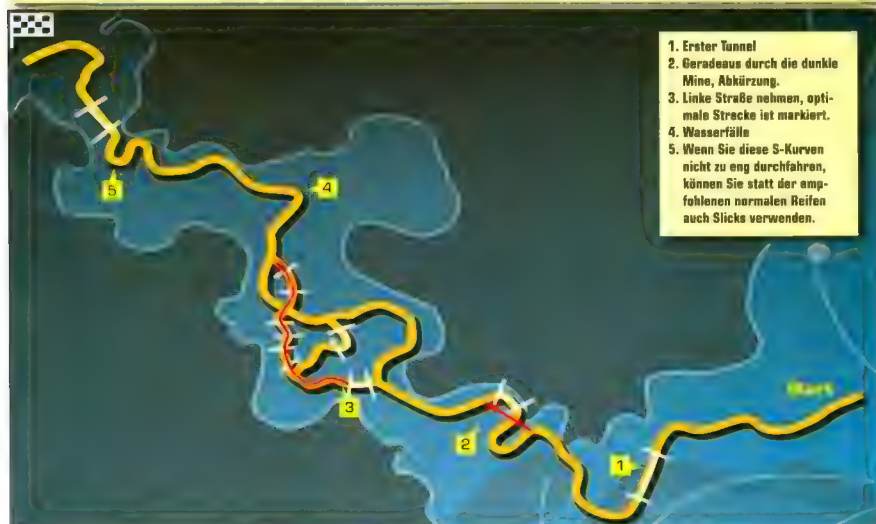 1. Erster Tunnel
2. Geradeaus durch die dunkle
Mine, Abkürzung.
3. Linke Straße nehmen, opti-
male Strecke ist markiert.
4. Wasserfälle
5. Wenn Sie diese S-Kurven
nicht zu eng durchfahren,
können Sie statt der emp-
fohlenen normalen Reifen
auch Slicks verwenden.
5
4
3
2
1
Start